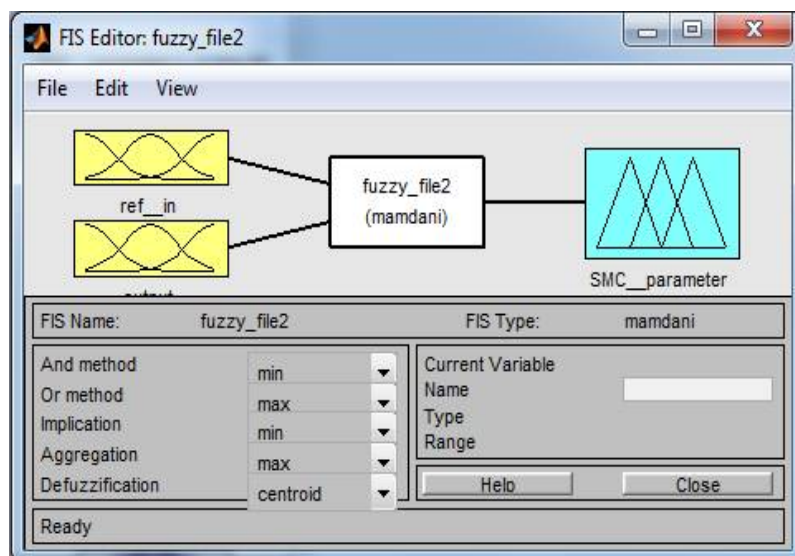 FIS Editor: fuzzy_file2
File Edit View
ref__in
fuzzy_file2
(mamdani)
SMC__parameter
FIS Name: fuzzy_file2 FIS Type: mamdani
And method min
Or method max
Implication min
Aggregation max
Defuzzification centroid
Current Variable
Name
Type
Range
Help Close
Ready